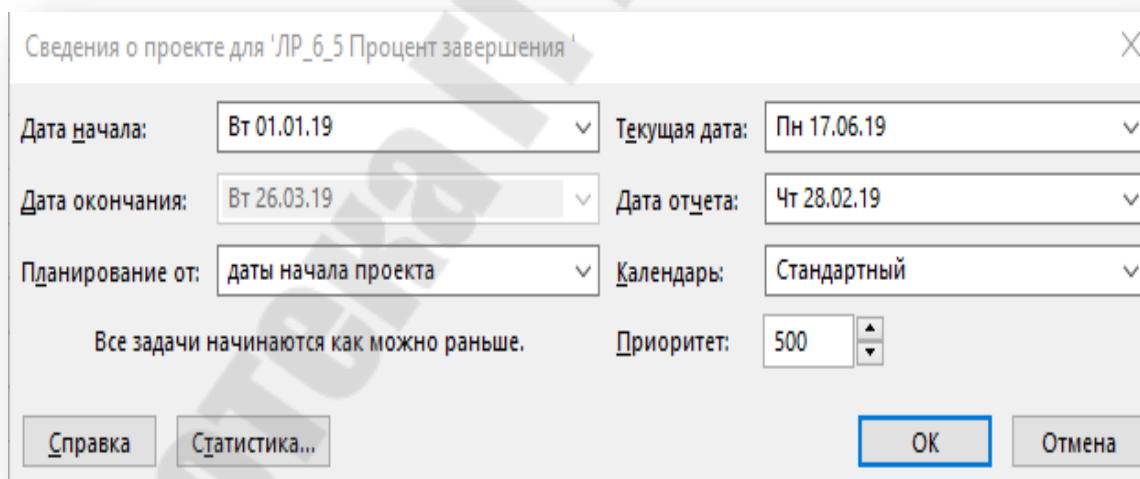 Сведения о проекте для 'ЛР_6_5 Процент завершения '
Дата начала: Вт 01.01.19 Текущая дата: Пн 17.06.19
Дата окончания: Вт 26.03.19 Дата отчета: Чт 28.02.19
Планирование от: даты начала проекта Календарь: Стандартный
Все задачи начинаются как можно раньше. Приоритет: 500
Справка Статистика... ОК Отмена